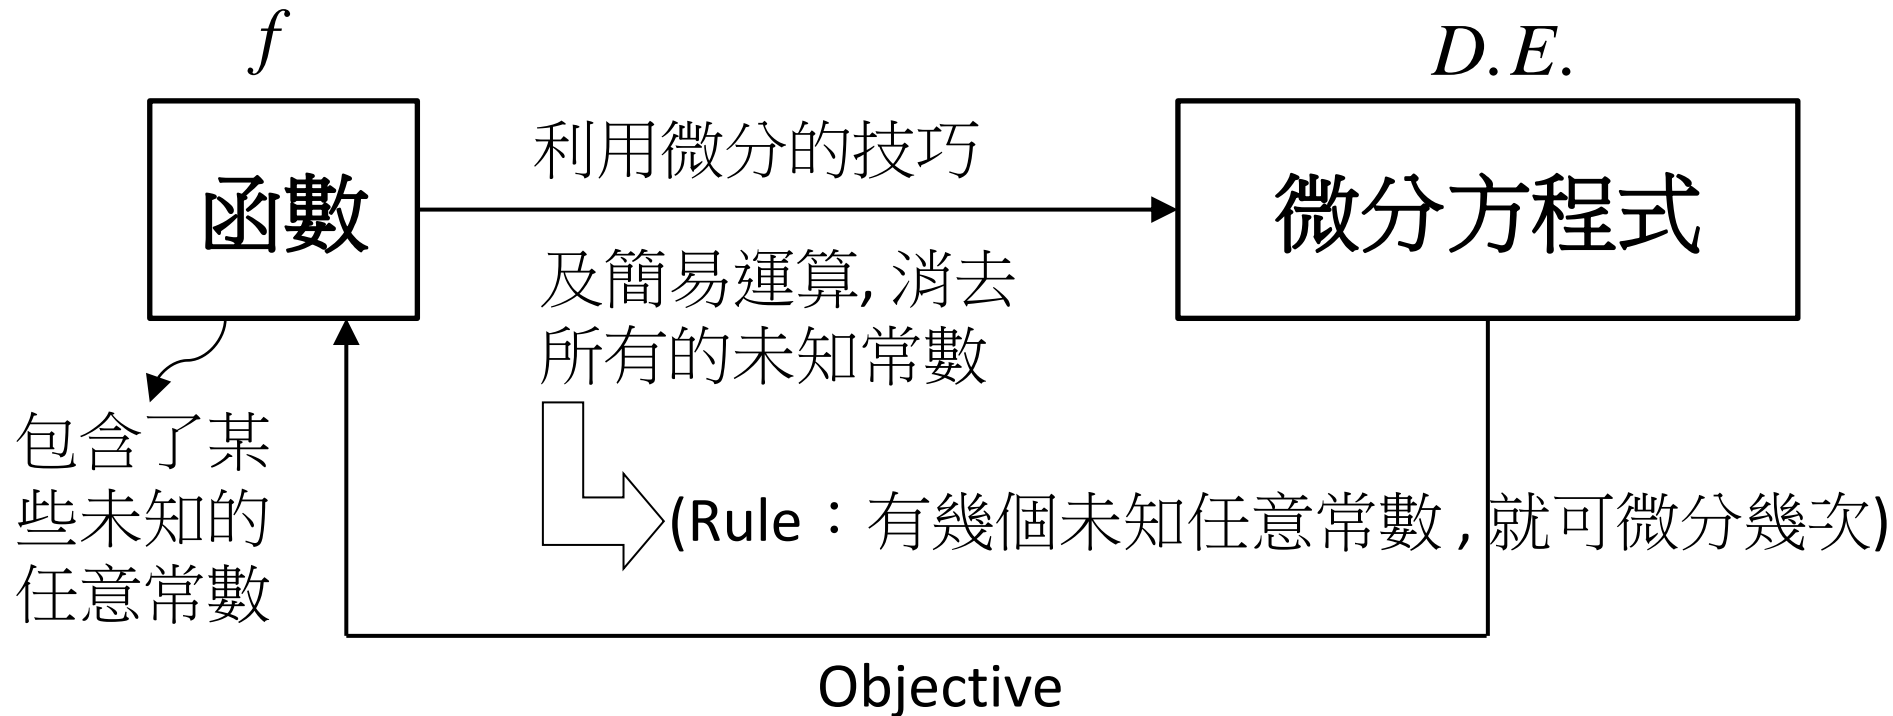 f
D.E.
函數
利用微分的技巧
微分方程式
及簡易運算, 消去
所有的未知常數
包含了某
些未知的
任意常數
(Rule：有幾個未知任意常數 , 就可微分幾次)
Objective